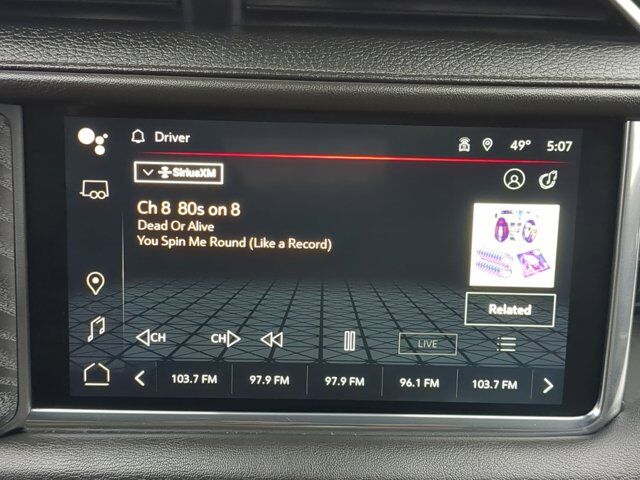 Driver
49° 5:07
SiriusXM
Ch 8 80s on 8
Dead Or Alive
You Spin Me Round (Like a Record)
Related
CH
CH
LIVE
103.7 FM
97.9 FM
97.9 FM
96.1 FM
103.7 FM